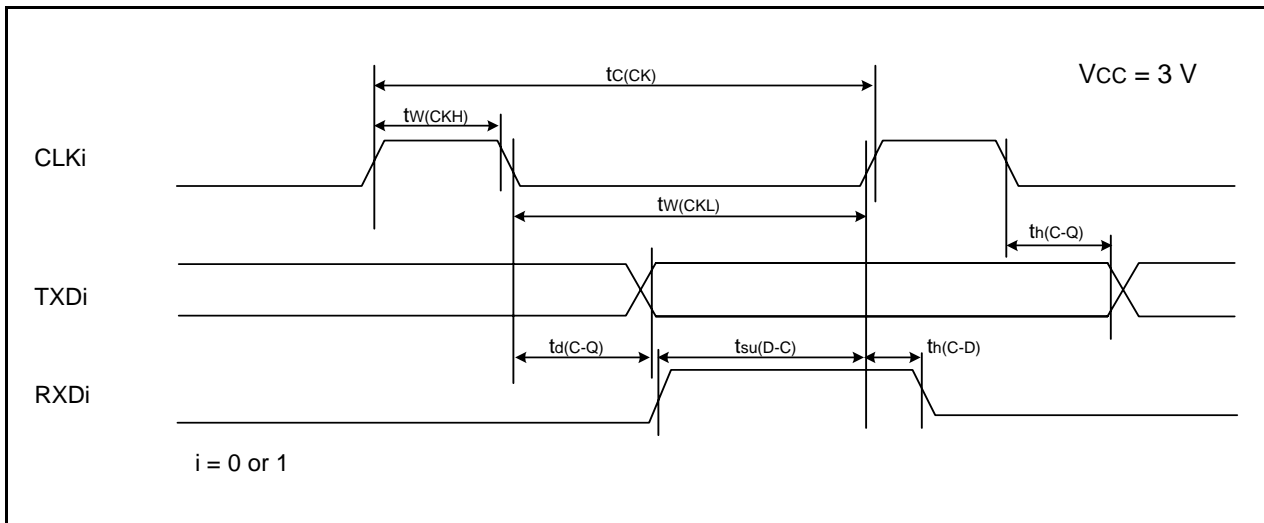 tC(CK)
VCC = 3 V
tW(CKH)
CLKi
tW(CKL)
th(C-Q)
TXDi
td(C-Q)
tsu(D-C)
th(C-D)
RXDi
i = 0 or 1